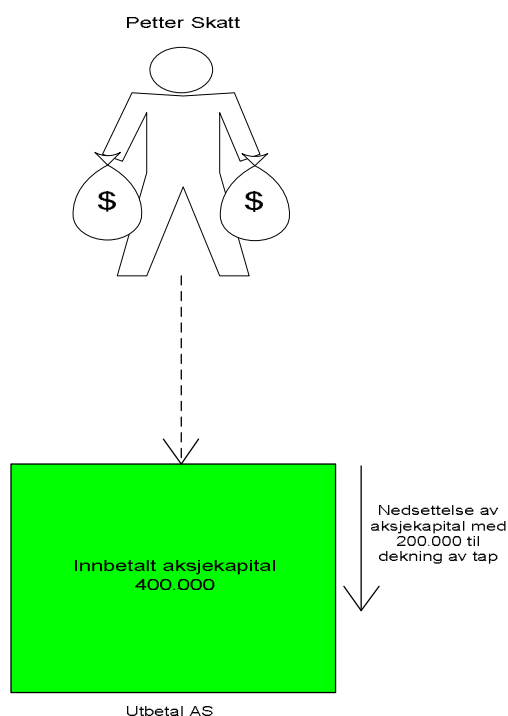 Petter Skatt
$ $
Innbetalt aksjekapital
400.000
Nedsettelse av
aksjekapital med
200.000 til
dekning av tap
Utbetal AS